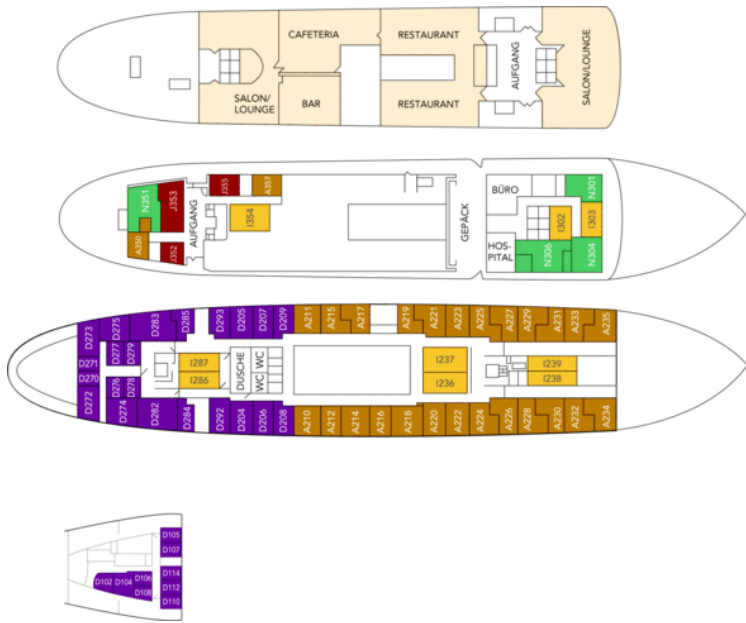 CAFETERIA
RESTAURANT
AUFGANG
SALON/LOUNGE
SALON/
LOUNGE
BAR
RESTAURANT
N351
J353
J355
A357
I354
A350
J352
AUFGANG
GEPÄCK
BÜRO
HOS-
PITAL
N301
I302
I303
N306
N304
D273
D275
D283
D285
D293
D205
D207
D209
A211
A215
A217
A219
A221
A223
A225
A227
A229
A231
A233
A235
D277
D279
D271
D270
D276
D278
I287
I286
DUSCHE
WC
WC
I237
I236
I239
I238
D272
D274
D282
D284
D292
D204
D206
D208
A210
A212
A214
A216
A218
A220
A222
A224
A226
A228
A230
A232
A234
D105
D107
D102
D104
D106
D108
D114
D112
D110